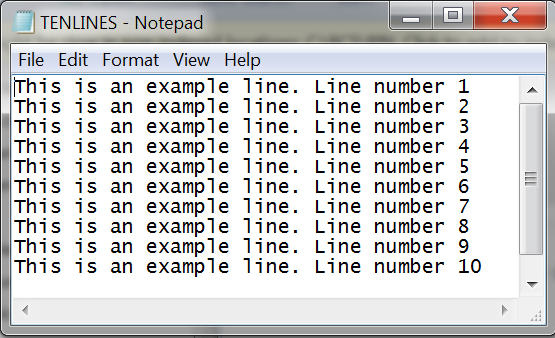 TENLINES - Notepad
File Edit Format View Help
This is an example line. Line number 1
This is an example line. Line number 2
This is an example line. Line number 3
This is an example line. Line number 4
This is an example line. Line number 5
This is an example line. Line number 6
This is an example line. Line number 7
This is an example line. Line number 8
This is an example line. Line number 9
This is an example line. Line number 10